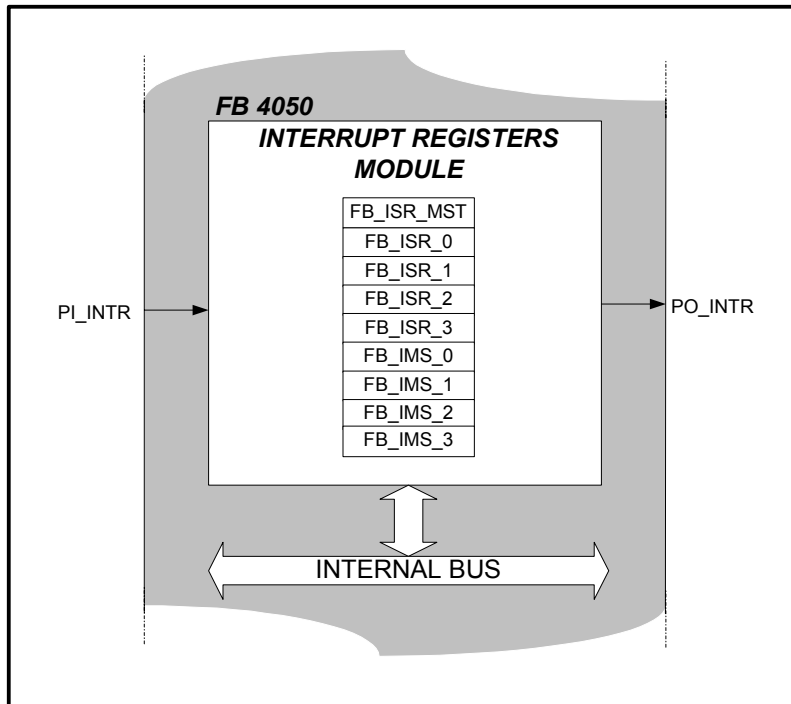 FB 4050
INTERRUPT REGISTERS
MODULE
FB_ISR_MST
FB_ISR_0
FB_ISR_1
FB_ISR_2
FB_ISR_3
FB_IMS_0
FB_IMS_1
FB_IMS_2
FB_IMS_3
PI_INTR
PO_INTR
INTERNAL BUS